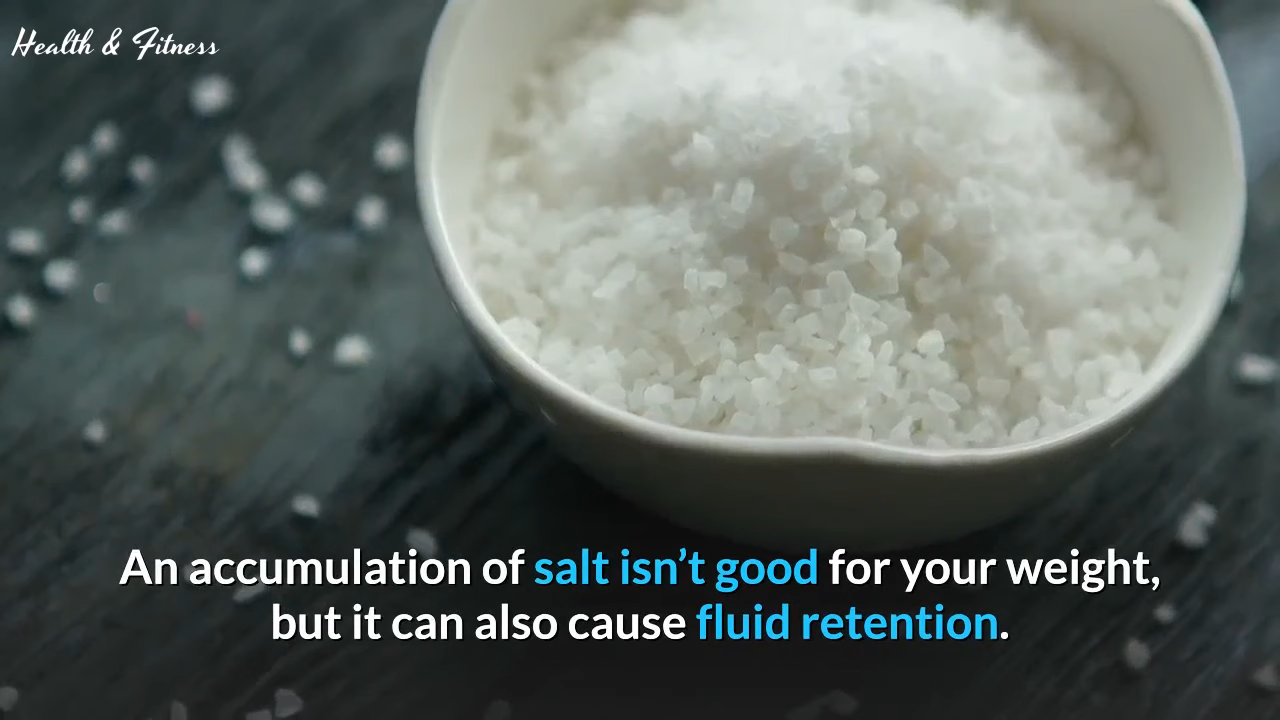 Health & Fitness
An accumulation of salt isn’t good for your weight,
but it can also cause fluid retention.